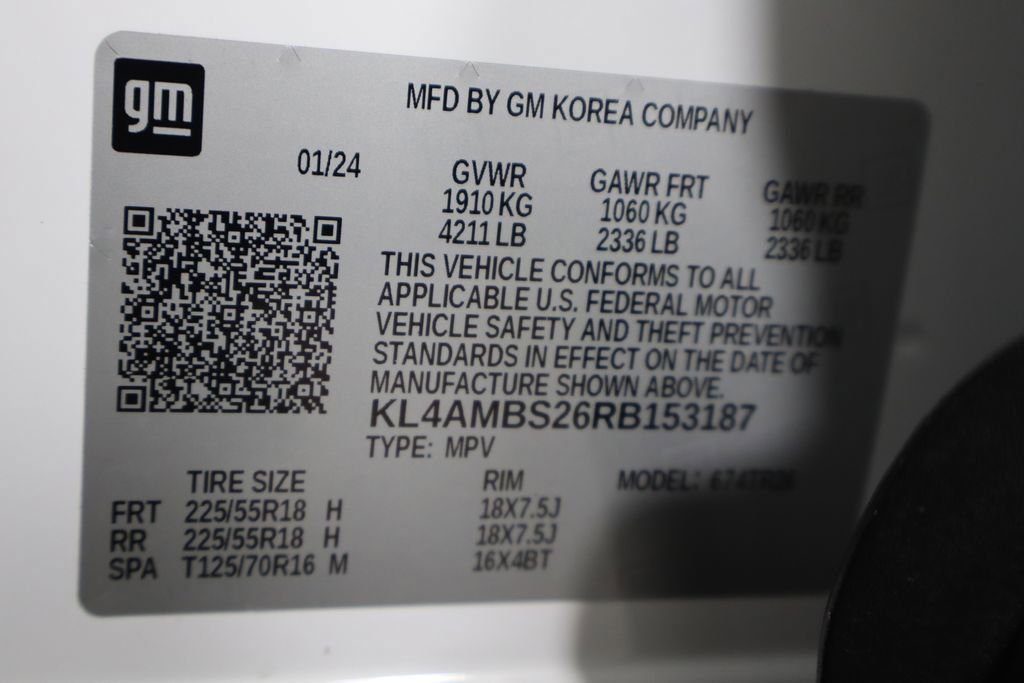 gm
MFD BY GM KOREA COMPANY
01/24 GVWR GAWR FRT GAWR RR
1910 KG 1060 KG 1060 KG
4211 LB 2336 LB 2336 LB
THIS VEHICLE CONFORMS TO ALL
APPLICABLE U.S. FEDERAL MOTOR
VEHICLE SAFETY AND THEFT PREVENTION
STANDARDS IN EFFECT ON THE DATE OF
MANUFACTURE SHOWN ABOVE.
KL4AMBS26RB153187
TYPE: MPV
TIRE SIZE RIM MODEL:
FRT 225/55R18 H 18X7.5J
RR 225/55R18 H 18X7.5J
SPA T125/70R16 M 16X4BT